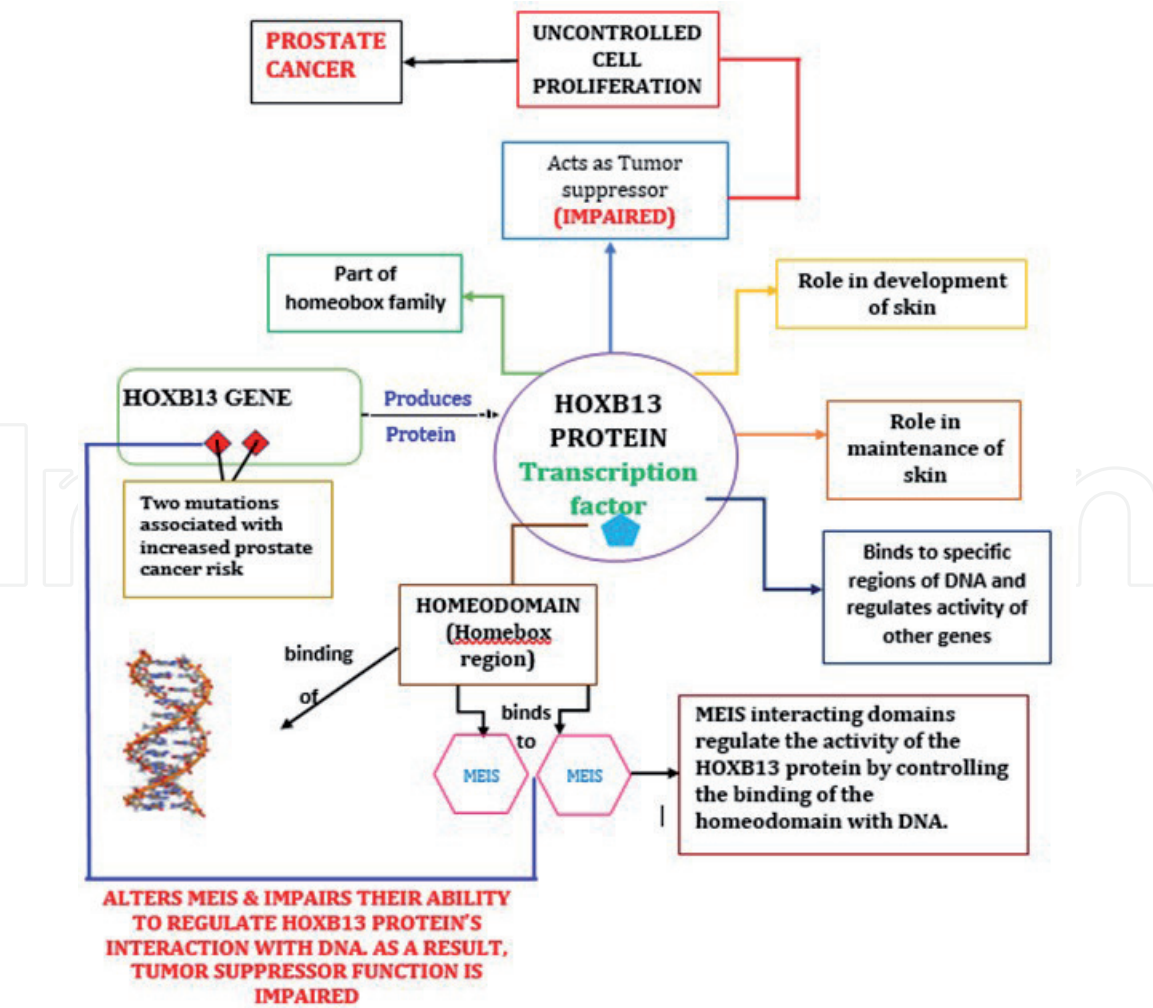 PROSTATE
CANCER
UNCONTROLLED
CELL
PROLIFERATION
Acts as Tumor
suppressor
(IMPAIRED)
Part of
homeobox family
Role in development
of skin
HOXB13 GENE
Produces
Protein
HOXB13
PROTEIN
Transcription
factor
Role in
maintenance of
skin
Two mutations
associated with
increased prostate
cancer risk
Binds to specific
regions of DNA and
regulates activity of
other genes
HOMEODOMAIN
(Homebox
region)
binding
of
binds
to
MEIS
MEIS
MEIS interacting domains
regulate the activity of the
HOXB13 protein by controlling
the binding of the
homeodomain with DNA.
ALTERS MEIS & IMPAIRS THEIR ABILITY
TO REGULATE HOXB13 PROTEIN'S
INTERACTION WITH DNA. AS A RESULT,
TUMOR SUPPRESSOR FUNCTION IS
IMPAIRED